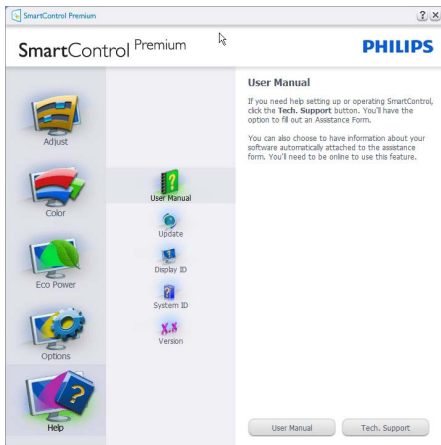 SmartControl Premium
SmartControl Premium
PHILIPS
Adjust
Color
Eco Power
Options
Help
User Manual
Update
Display ID
System ID
X.X
Version
User Manual
If you need help setting up or operating SmartControl,
click the Tech. Support button. You'll have the
option to fill out an Assistance Form.
You can also choose to have information about your
software automatically attached to the assistance
form. You'll need to be online to use this feature.
User Manual
Tech. Support